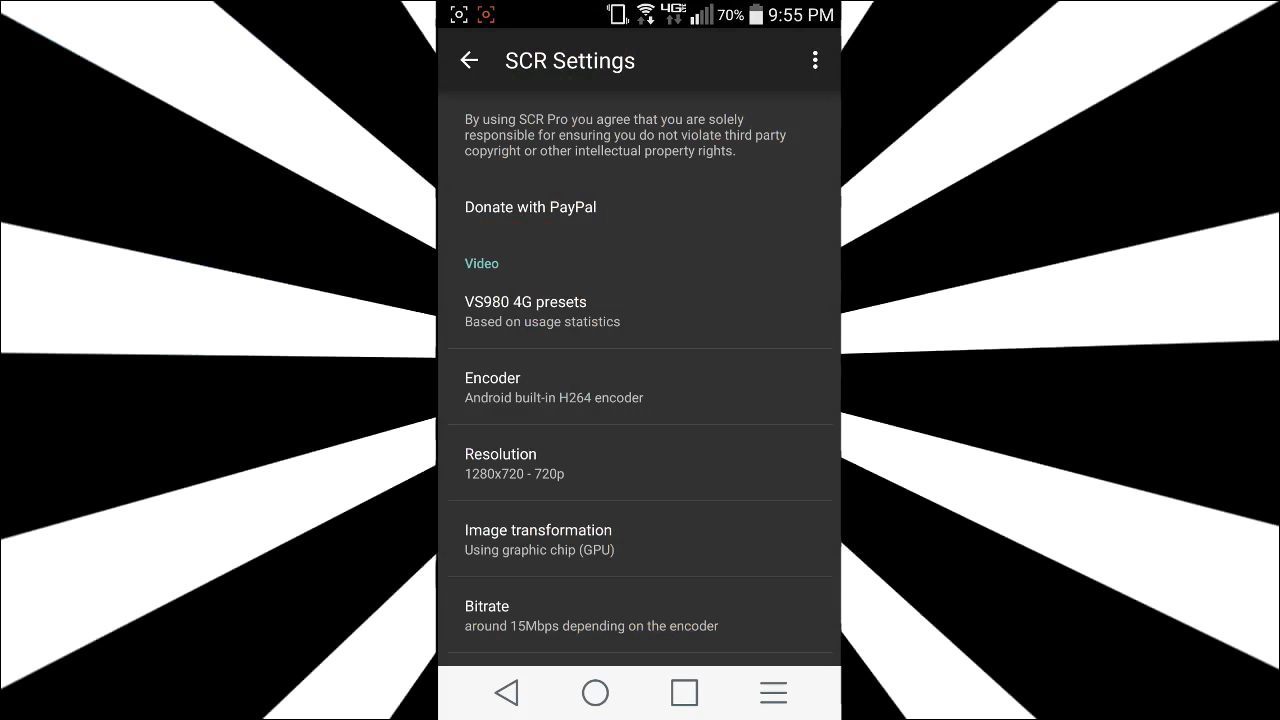 4G 70% 9:55 PM
SCR Settings
By using SCR Pro you agree that you are solely
responsible for ensuring you do not violate third party
copyright or other intellectual property rights.
Donate with PayPal
Video
VS980 4G presets
Based on usage statistics
Encoder
Android built-in H264 encoder
Resolution
1280x720 - 720p
Image transformation
Using graphic chip (GPU)
Bitrate
around 15Mbps depending on the encoder